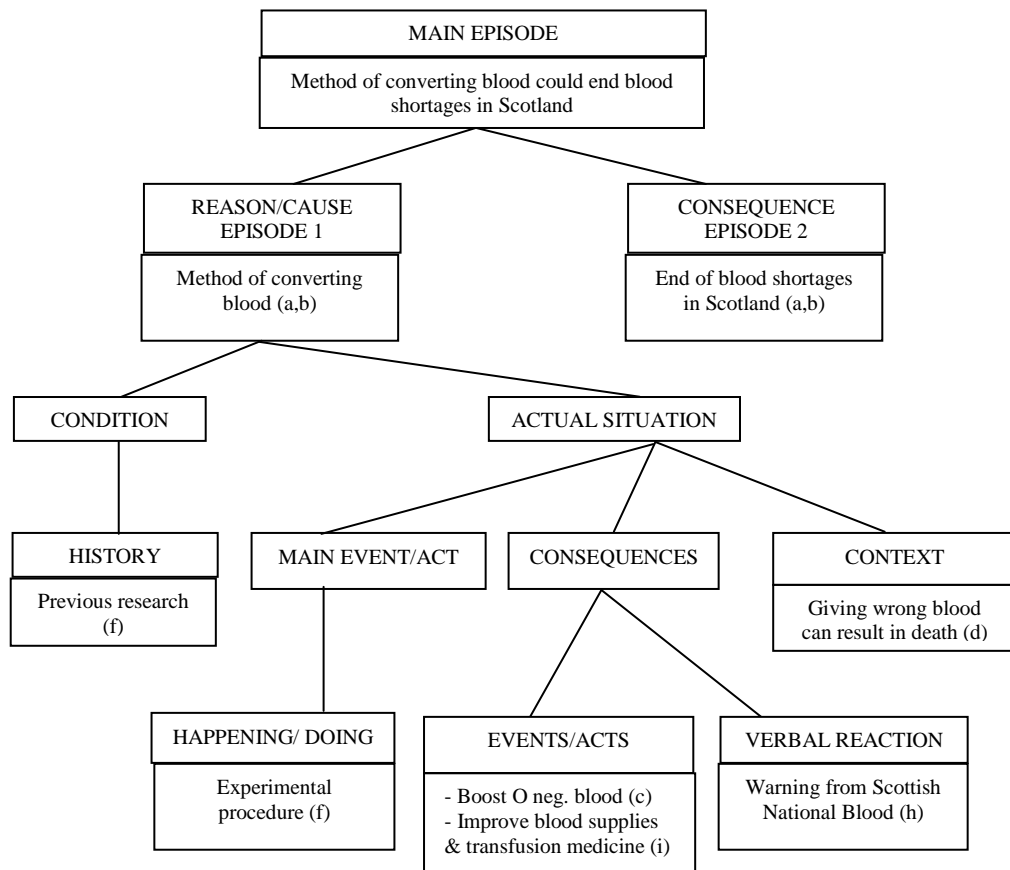 MAIN EPISODE
Method of converting blood could end blood
shortages in Scotland
REASON/CAUSE
EPISODE 1
Method of converting
blood (a,b)
CONSEQUENCE
EPISODE 2
End of blood shortages
in Scotland (a,b)
CONDITION
ACTUAL SITUATION
HISTORY
Previous research
(f)
MAIN EVENT/ACT
CONSEQUENCES
CONTEXT
Giving wrong blood
can result in death (d)
HAPPENING/ DOING
Experimental
procedure (f)
EVENTS/ACTS
- Boost O neg. blood (c)
- Improve blood supplies
& transfusion medicine (i)
VERBAL REACTION
Warning from Scottish
National Blood (h)